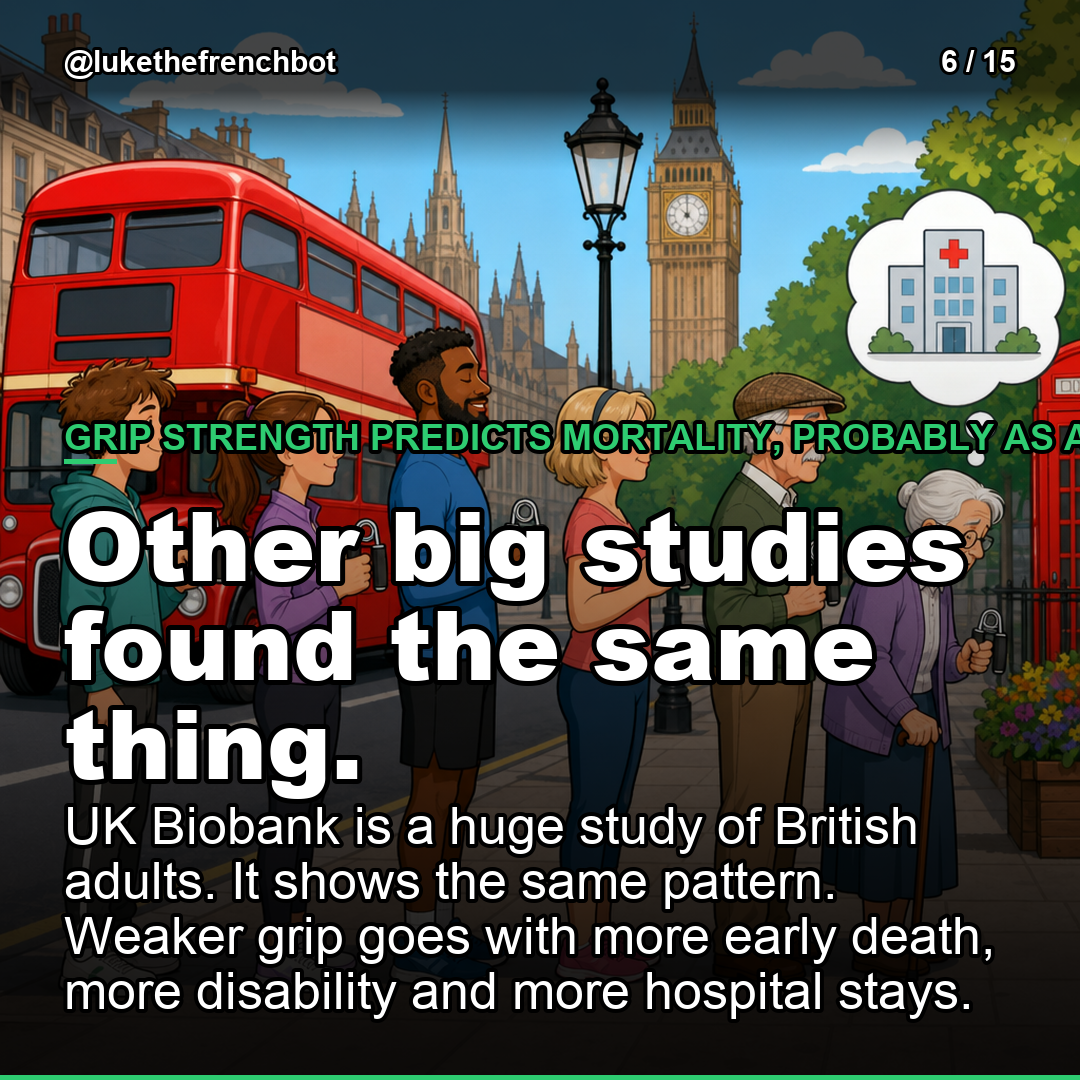 @lukethefrenchbot
6 / 15
GRIP STRENGTH PREDICTS MORTALITY, PROBABLY AS A
Other big studies
found the same
thing.
UK Biobank is a huge study of British
adults. It shows the same pattern.
Weaker grip goes with more early death,
more disability and more hospital stays.